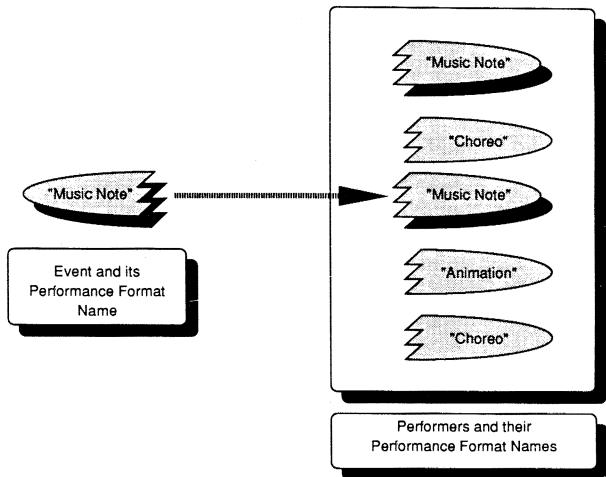 "Music Note"
Event and its
Performance Format
Name
"Music Note"
"Choreo"
"Music Note"
"Animation"
"Choreo"
Performers and their
Performance Format Names